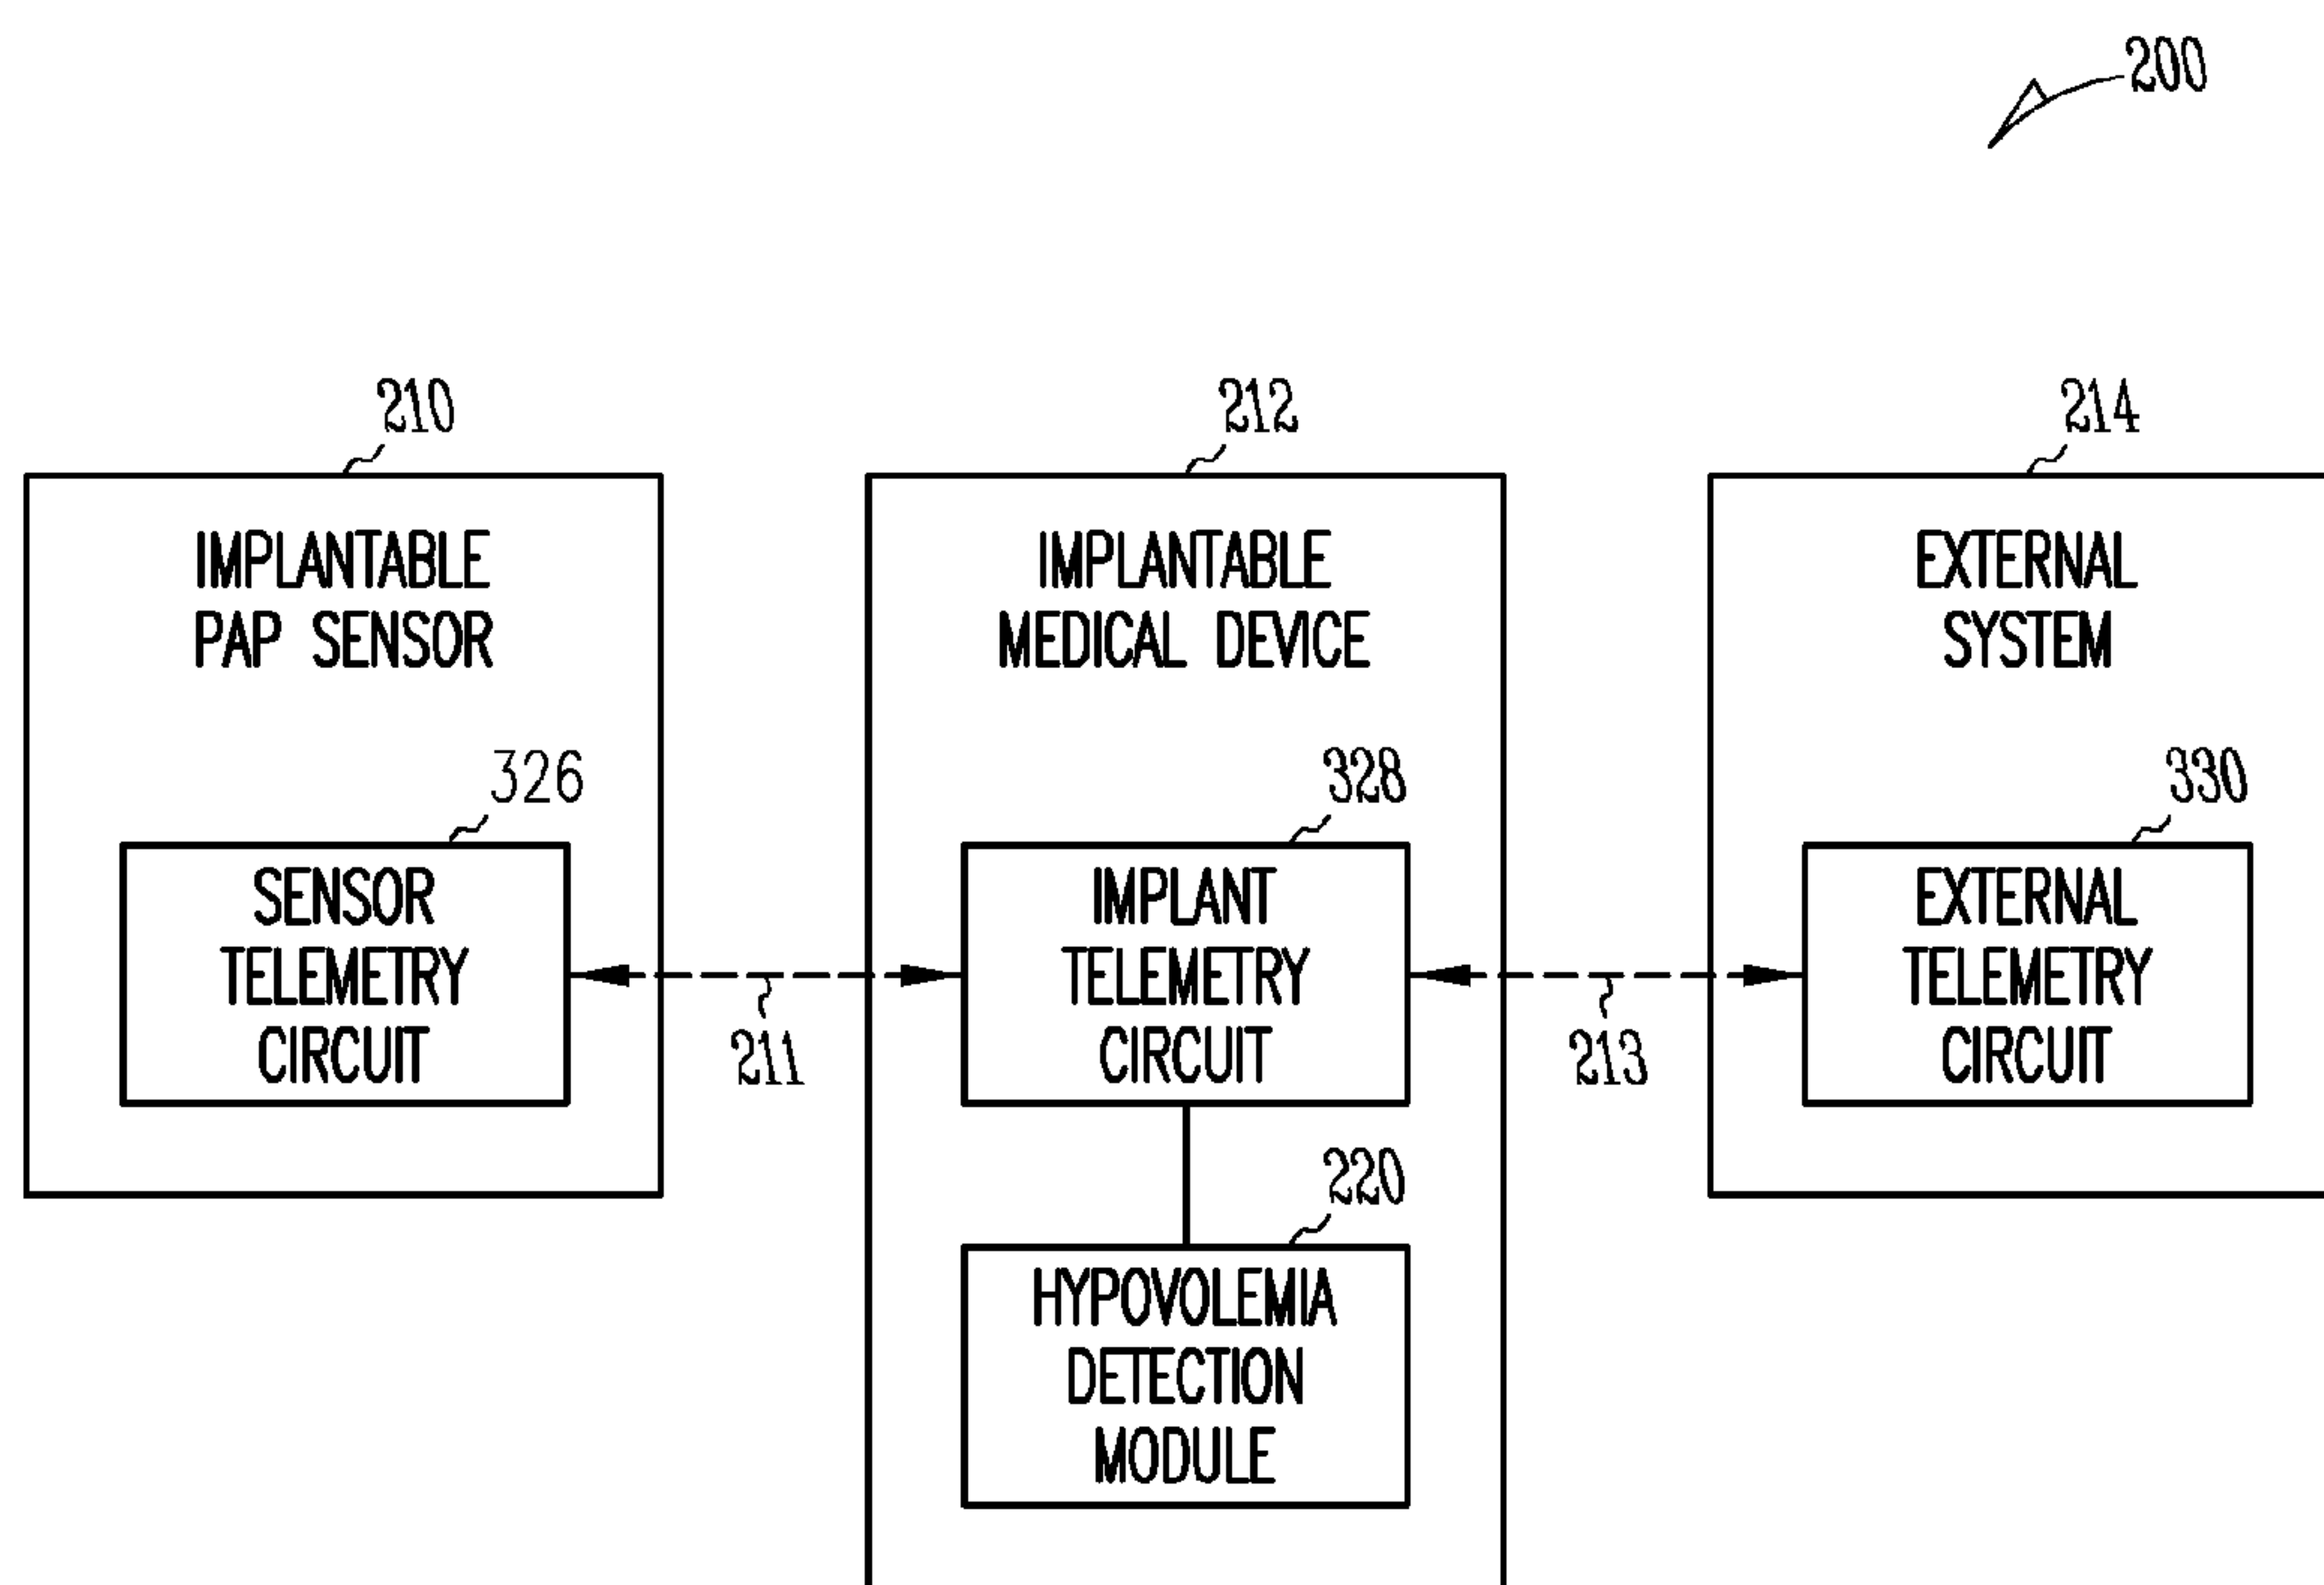 200
210
212
214
IMPLANTABLE
PAP SENSOR
IMPLANTABLE
MEDICAL DEVICE
EXTERNAL
SYSTEM
326
328
330
SENSOR
TELEMETRY
CIRCUIT
IMPLANT
TELEMETRY
CIRCUIT
EXTERNAL
TELEMETRY
CIRCUIT
211
213
220
HYPOVOLEMIA
DETECTION
MODULE